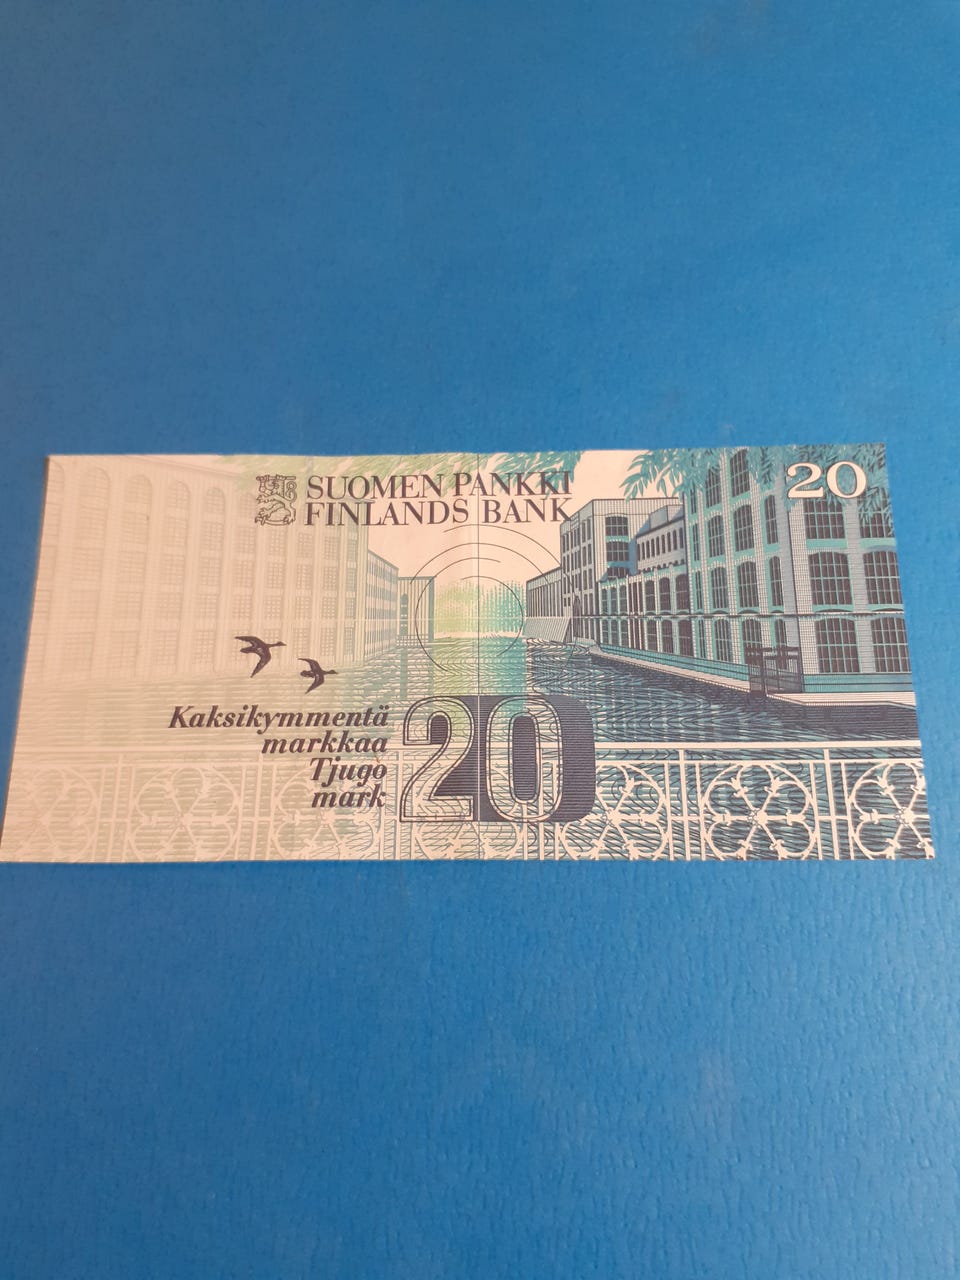 SUOMEN PANKKI
FINLANDS BANK
20
Kaksikymmentä
markkaa
Tjugo
mark
20